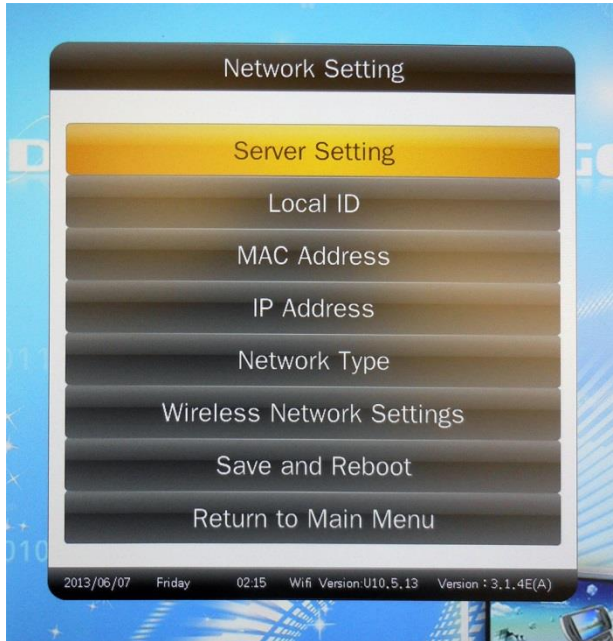 Network Setting
Server Setting
Local ID
MAC Address
IP Address
Network Type
Wireless Network Settings
Save and Reboot
Return to Main Menu
2013/06/07 Friday 02:15 Wifi Version:U10.5.13 Version : 3.1.4E(A)